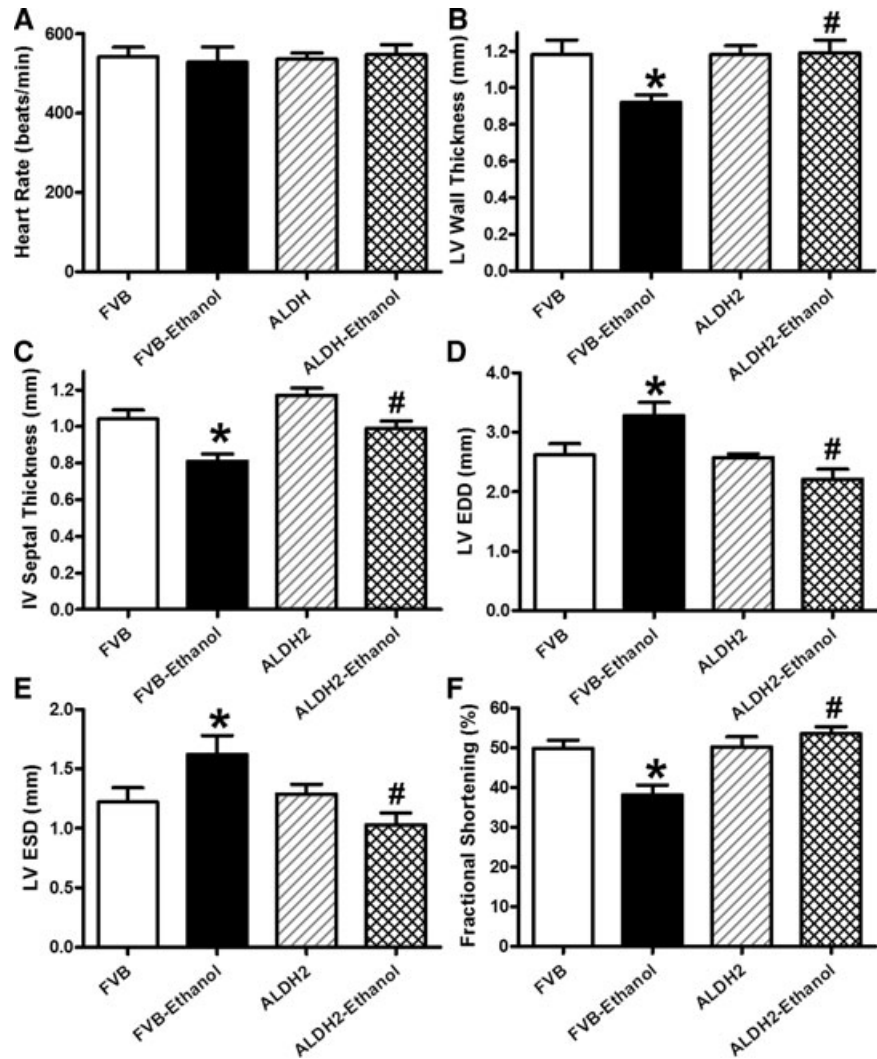 A
Heart Rate (beats/min)
600
400
200
0
FVB
FVB-Ethanol
ALDH
ALDH-Ethanol
B
LV Wall Thickness (mm)
1.2
1.0
0.8
0.6
0.4
0.2
0.0
*
#
FVB
FVB-Ethanol
ALDH2
ALDH2-Ethanol
C
IV Septal Thickness (mm)
1.2
1.0
0.8
0.6
0.4
0.2
0.0
*
#
FVB
FVB-Ethanol
ALDH2
ALDH2-Ethanol
D
LV EDD (mm)
4.0
3.0
2.0
1.0
0.0
*
#
FVB
FVB-Ethanol
ALDH2
ALDH2-Ethanol
E
LV ESD (mm)
2.0
1.5
1.0
0.5
0.0
*
#
FVB
FVB-Ethanol
ALDH2
ALDH2-Ethanol
F
Fractional Shortening (%)
60
50
40
30
20
10
0
*
#
FVB
FVB-Ethanol
ALDH2
ALDH2-Ethanol